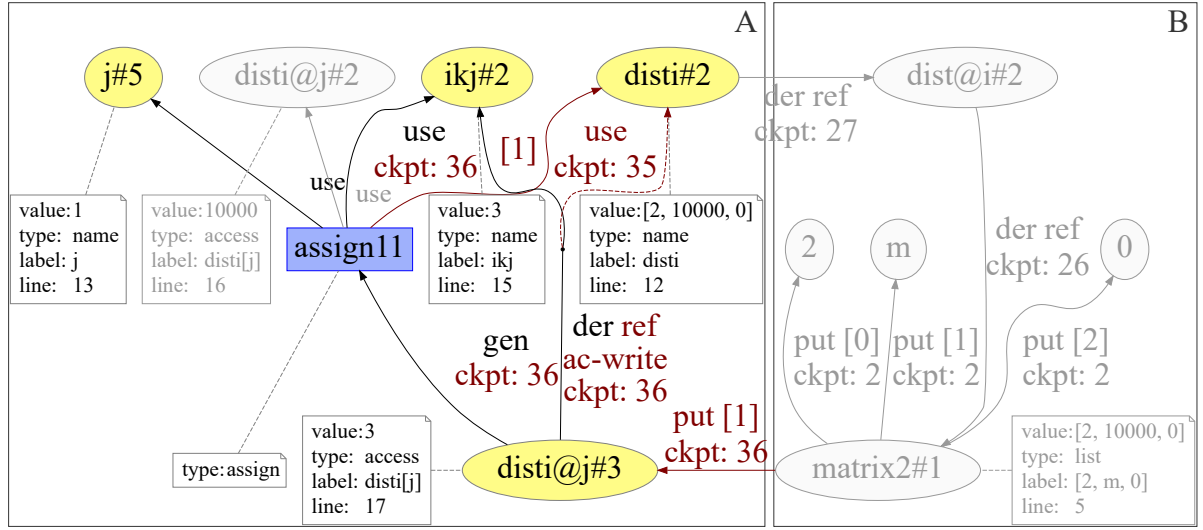 A
B
j#5
disti@j#2
ikj#2
disti#2
dist@i#2
der ref
ckpt: 27
use
ckpt: 36
[1]
use
ckpt: 35
use
use
value:1
type: name
label: j
line: 13
value:10000
type: access
label: disti[j]
line: 16
assign11
value:3
type: name
label: ikj
line: 15
value:[2, 10000, 0]
type: name
label: disti
line: 12
2
m
0
der ref
ckpt: 26
gen
ckpt: 36
der ref
ac-write
ckpt: 36
put [0]
ckpt: 2
put [1]
ckpt: 2
put [2]
ckpt: 2
put [1]
ckpt: 36
type:assign
value:3
type: access
label: disti[j]
line: 17
disti@j#3
matrix2#1
value:[2, 10000, 0]
type: list
label: [2, m, 0]
line: 5